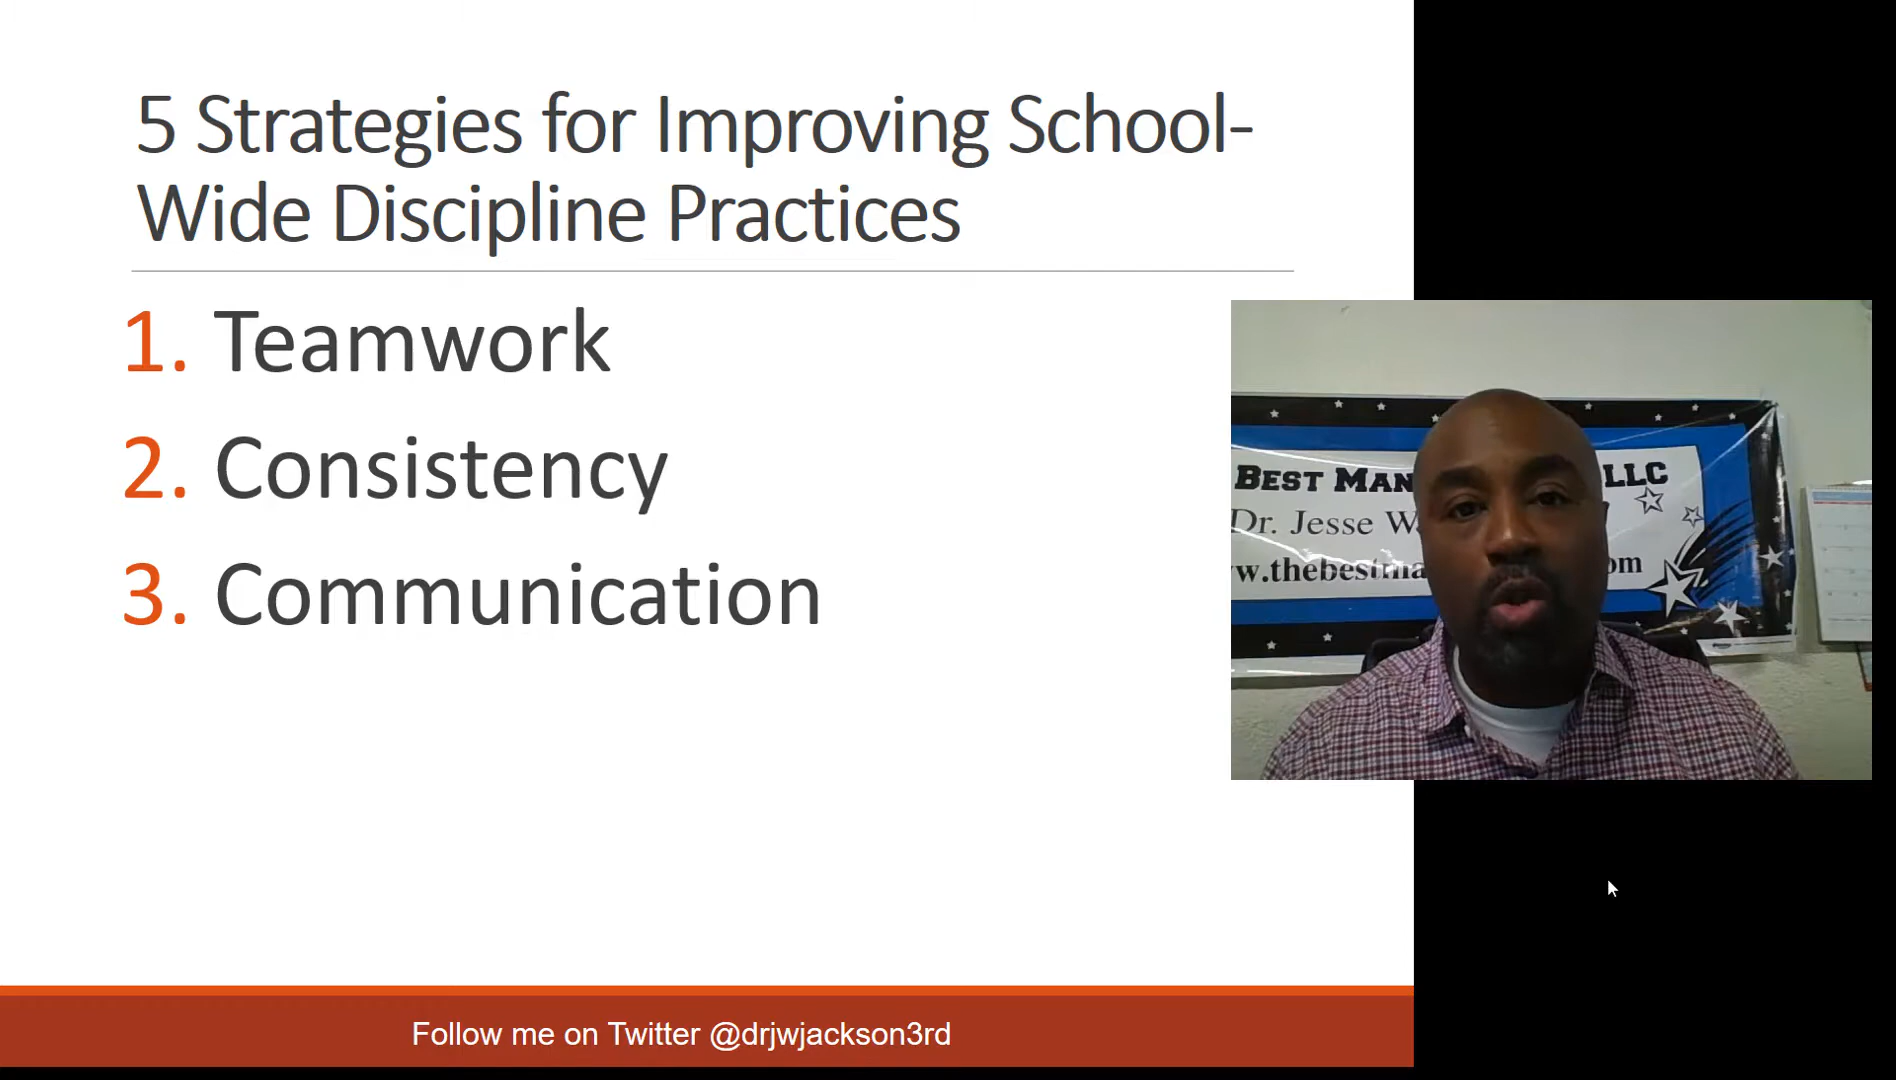 5 Strategies for Improving School-
Wide Discipline Practices
1. Teamwork
2. Consistency
3. Communication
BEST MAN LLC
Dr. Jesse W
w.thebestma om
Follow me on Twitter @drjwjackson3rd